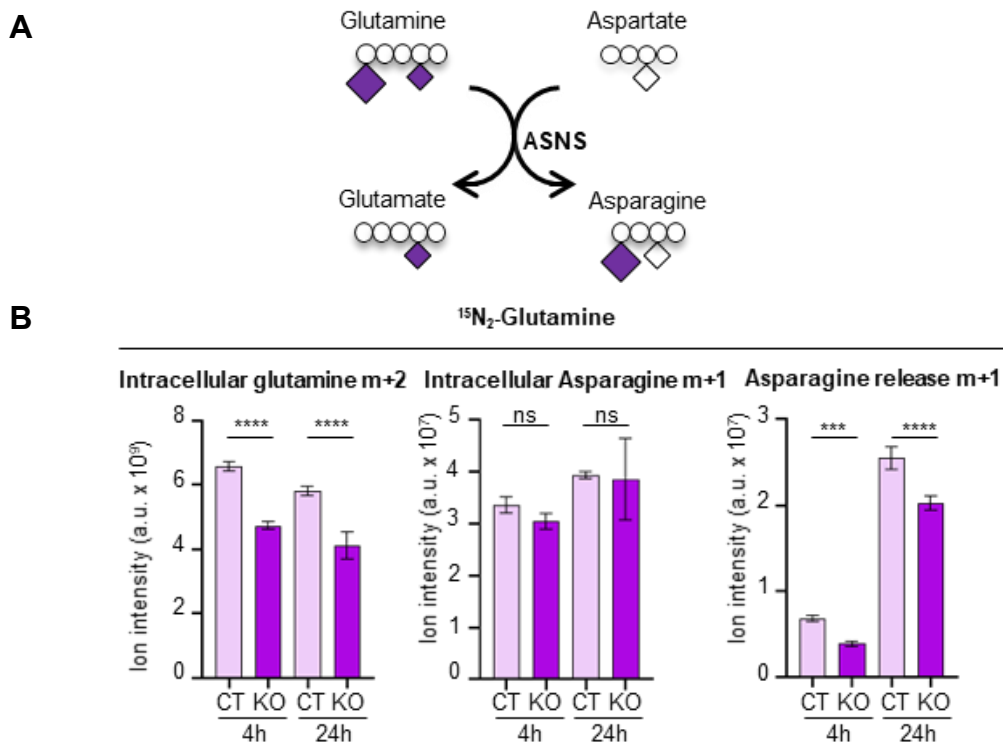 A
Glutamine Aspartate
ASNS
Glutamate Asparagine
B
¹⁵N₂-Glutamine
Intracellular glutamine m+2 Intracellular Asparagine m+1 Asparagine release m+1
Ion intensity (a.u. x 10⁹)
8
6
4
2
0
**** ****
CT KO CT KO
4h 24h
Ion intensity (a.u. x 10⁷)
5
4
3
2
1
0
ns ns
CT KO CT KO
4h 24h
Ion intensity (a.u. x 10⁷)
3
2
1
0
*** ****
CT KO CT KO
4h 24h